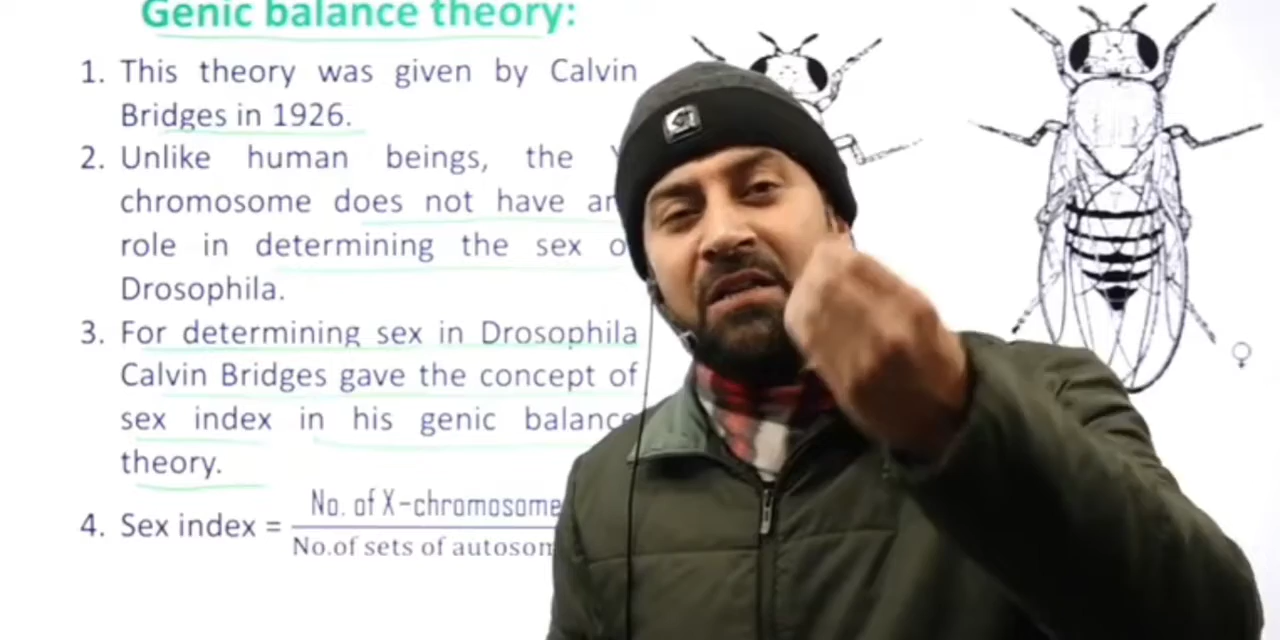 Genic balance theory:
1. This theory was given by Calvin
Bridges in 1926.
2. Unlike human beings, the
chromosome does not have
role in determining the sex
Drosophila.
3. For determining sex in Drosophila
Calvin Bridges gave the concept of
sex index in his genic balance
theory.
No. of X-chromosome
4. Sex index =
No.of sets of
♀